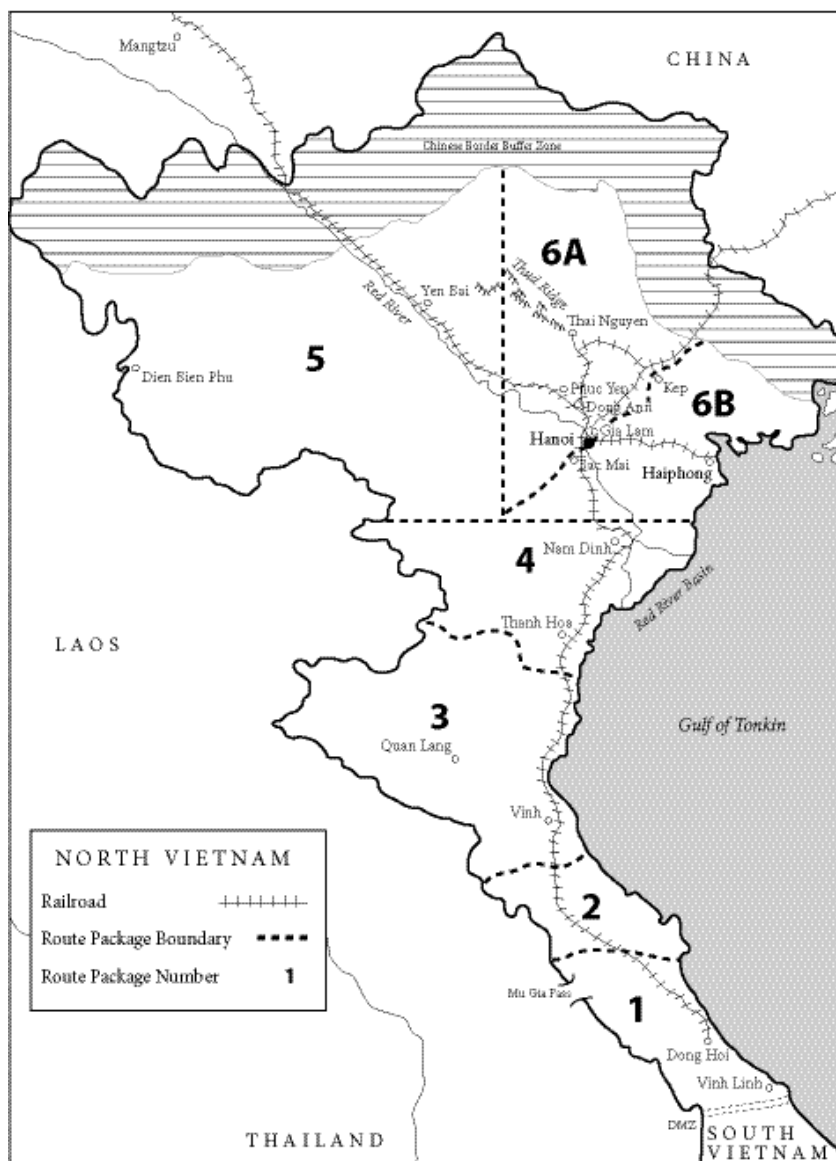 Mangtzu
CHINA
Chinese Border Buffer Zone
6A
Thud Ridge
Yen Bai
Red River
Thai Nguyen
5
Dien Bien Phu
Phuc Yen
Kep
Dong Anh
6B
Gia Lam
Hanoi
Bac Mai
Haiphong
4
Nam Dinh
Red River Basin
Thanh Hoa
LAOS
3
Gulf of Tonkin
Quan Lang
Vinh
NORTH VIETNAM
Railroad
Route Package Boundary
Route Package Number 1
2
Mu Gia Pass
1
Dong Hoi
Vinh Linh
DMZ
SOUTH
VIETNAM
THAILAND